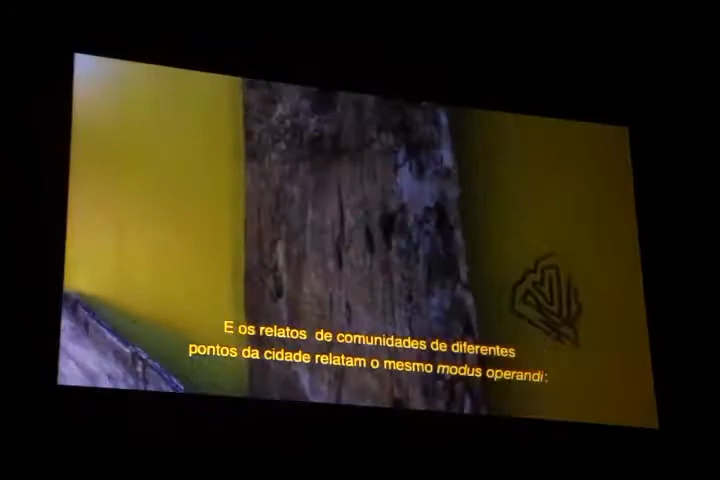 E os relatos de comunidades de diferentes
pontos da cidade relatam o mesmo modus operandi: